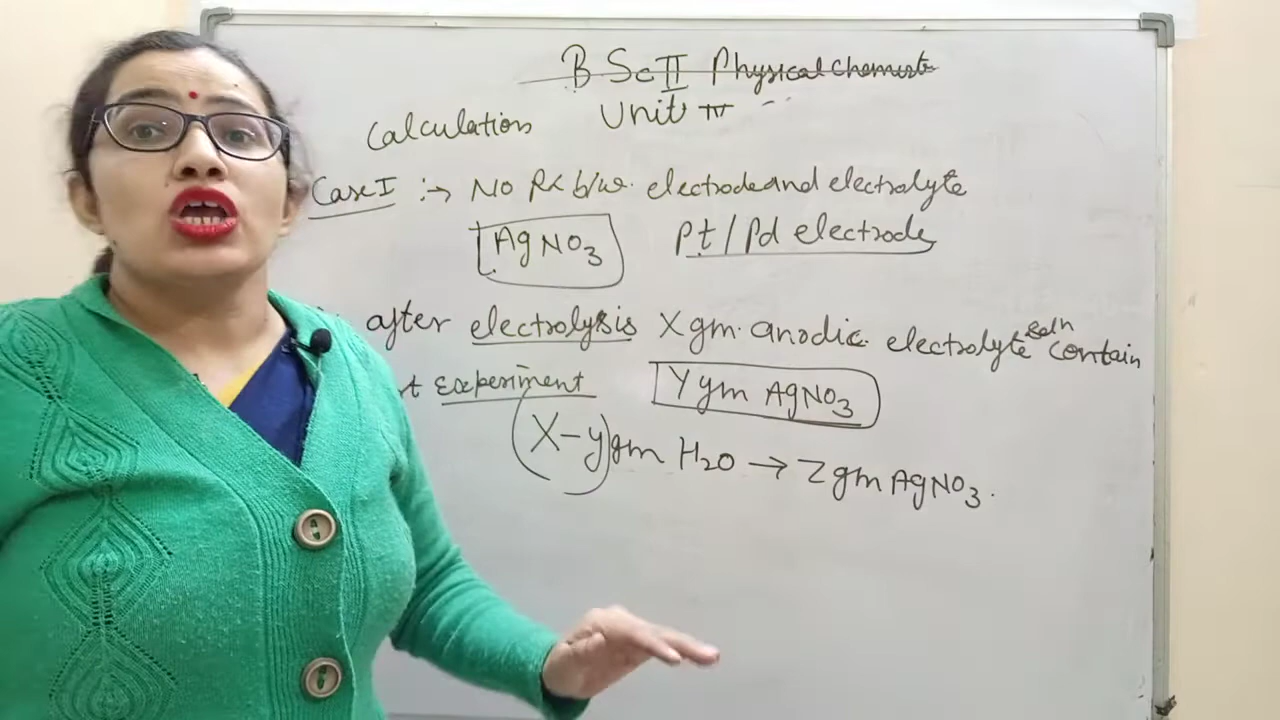 B Sc II Physical Chemist
Unit III
Calculation
Case I :→ NO Rx b/w. electrode and electrolyte
AgNO3 Pt/Pd electrode
after electrolysis X gm. anodic electrolyte Soln contain
experiment Y gm AgNO3
(X-y)gm H2O → Z gm AgNO3.